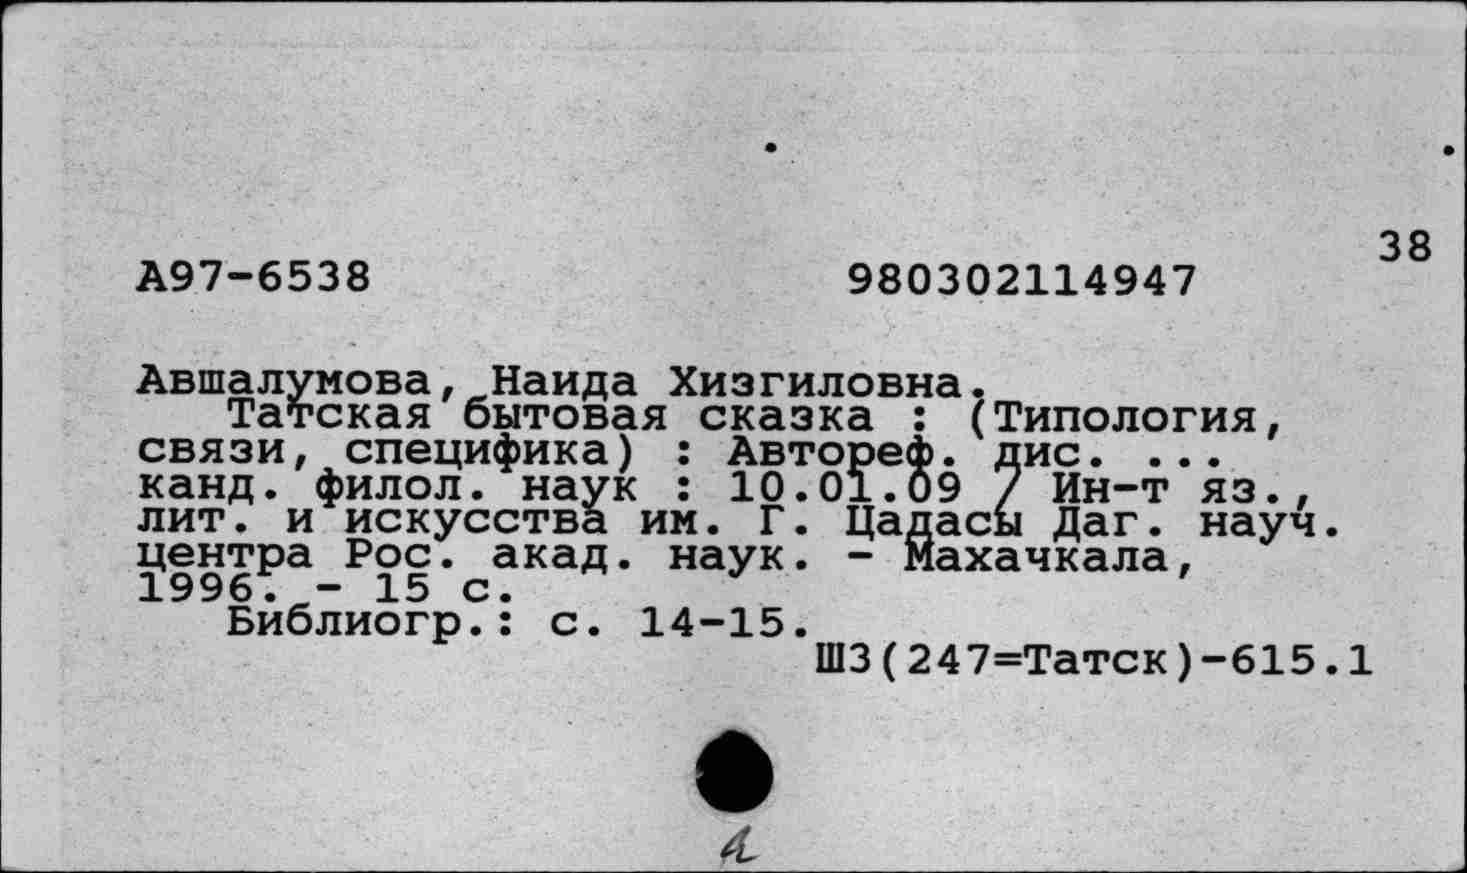 38
А97-6538 980302114947
Авшалумова, Наида Хизгиловна.
Татская бытовая сказка : (Типология,
связи, специфика) : Автореф. дис. ...
канд. филол. наук : 10.01.09 / Ин-т яз.,
лит. и искусства им. Г. Цадасы Даг. науч.
центра Рос. акад. наук. - Махачкала,
1996. - 15 с.
Библиогр.: с. 14-15.
Ш3(247=Татск)-615.1